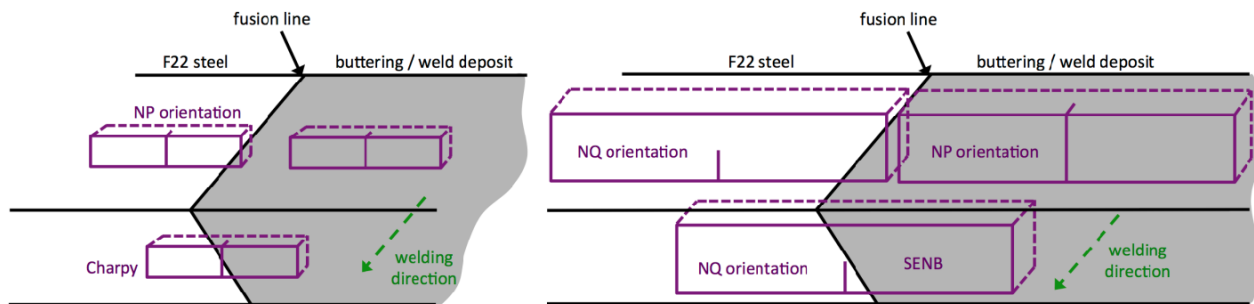 fusion line
F22 steel
buttering / weld deposit
NP orientation
Charpy
welding
direction
fusion line
F22 steel
buttering / weld deposit
NQ orientation
NP orientation
NQ orientation
SENB
welding
direction